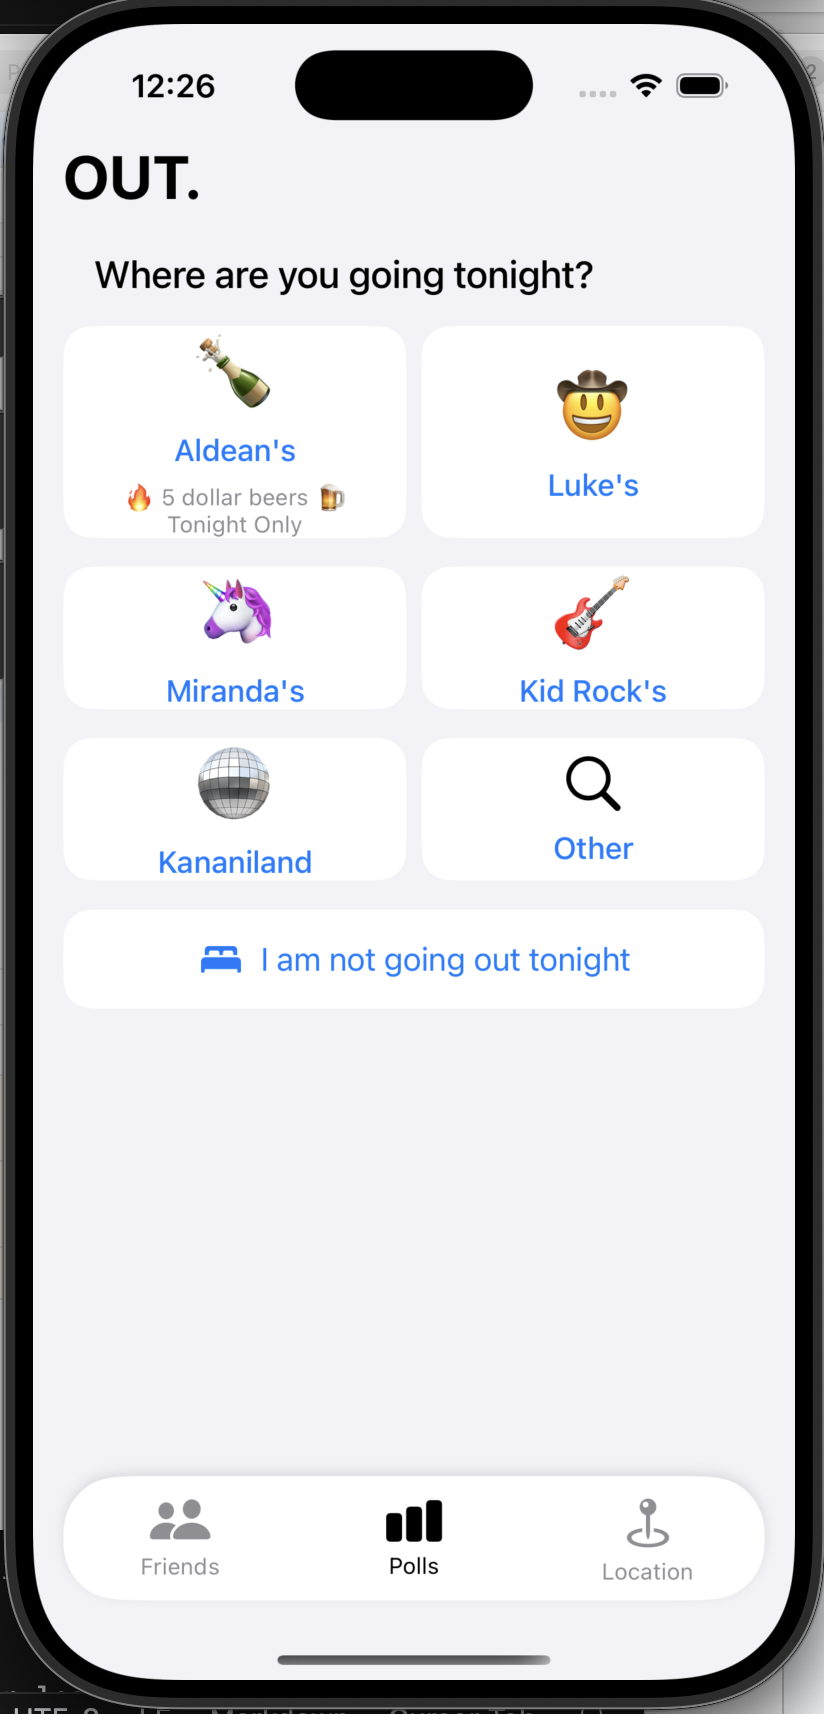 12:26
OUT.
Where are you going tonight?
Aldean's
🔥 5 dollar beers 🍺
Tonight Only
Luke's
Miranda's
Kid Rock's
Kananiland
Other
I am not going out tonight
Friends
Polls
Location